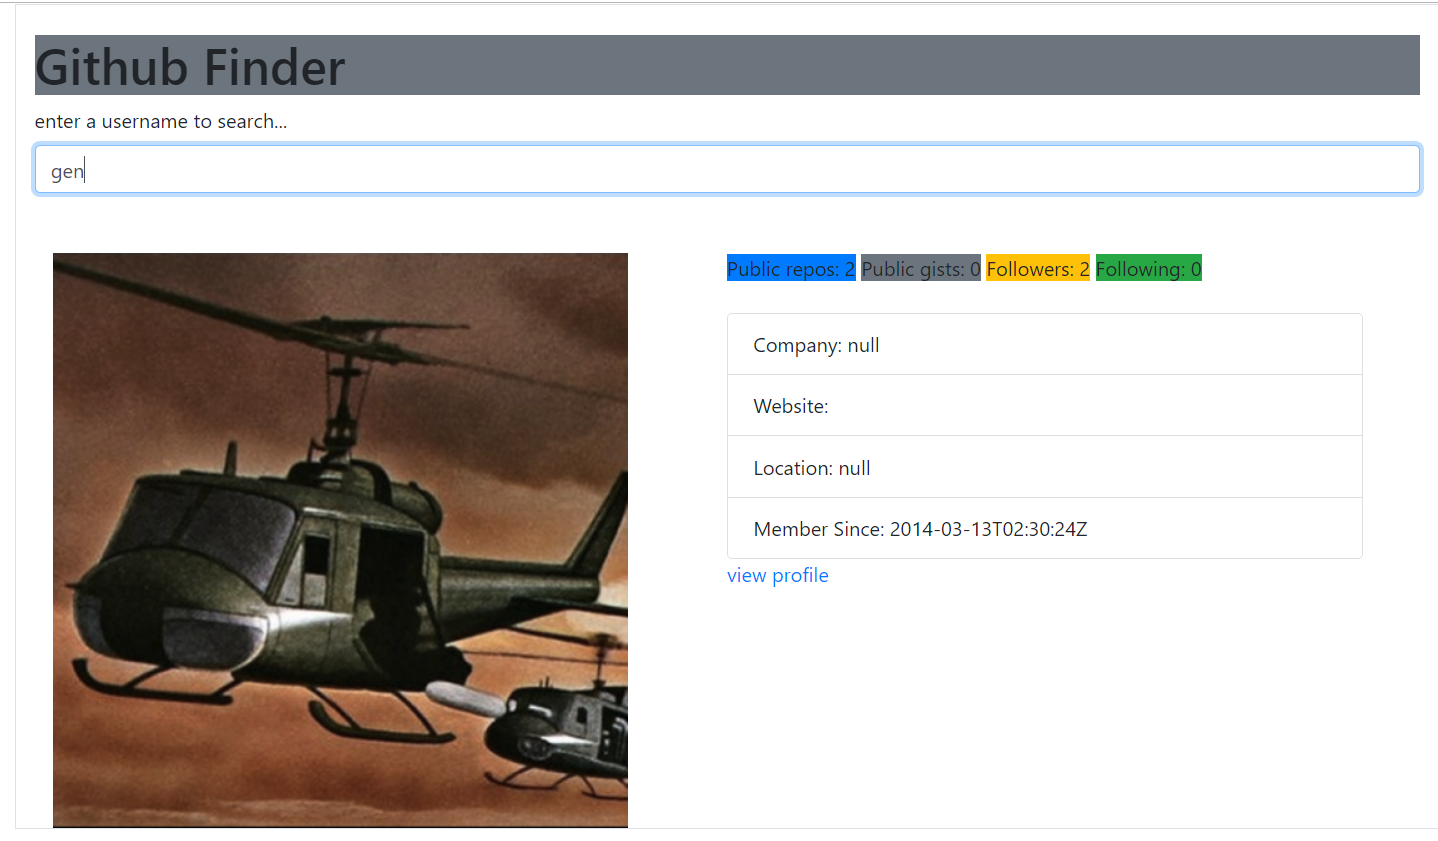 Github Finder
enter a username to search...
gen
Public repos: 2 Public gists: 0 Followers: 2 Following: 0
Company: null
Website:
Location: null
Member Since: 2014-03-13T02:30:24Z
view profile